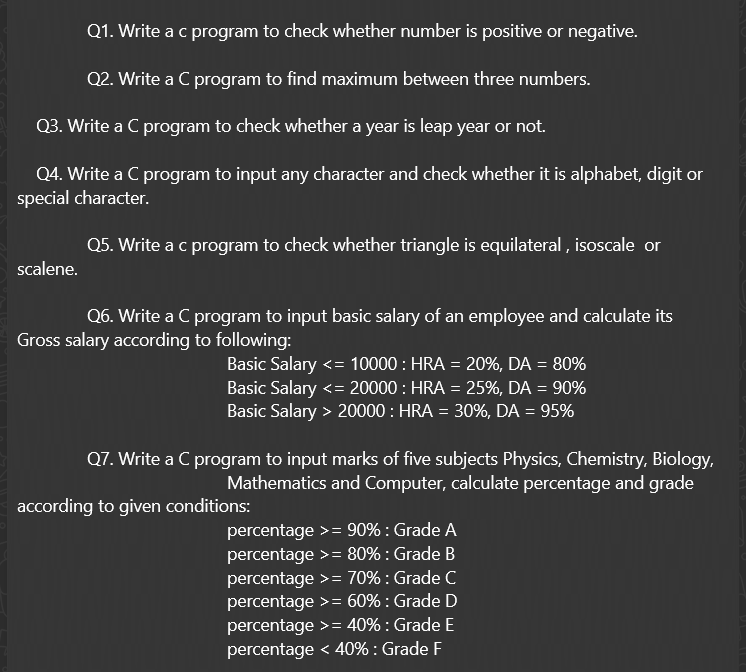 Q1. Write a c program to check whether number is positive or negative.
Q2. Write a C program to find maximum between three numbers.
Q3. Write a C program to check whether a year is leap year or not.
Q4. Write a C program to input any character and check whether it is alphabet, digit or
special character.
Q5. Write a c program to check whether triangle is equilateral , isoscale  or
scalene.
Q6. Write a C program to input basic salary of an employee and calculate its
Gross salary according to following:
Basic Salary <= 10000 : HRA = 20%, DA = 80%
Basic Salary <= 20000 : HRA = 25%, DA = 90%
Basic Salary > 20000 : HRA = 30%, DA = 95%
Q7. Write a C program to input marks of five subjects Physics, Chemistry, Biology,
Mathematics and Computer, calculate percentage and grade
according to given conditions:
percentage >= 90% : Grade A
percentage >= 80% : Grade B
percentage >= 70% : Grade C
percentage >= 60% : Grade D
percentage >= 40% : Grade E
percentage < 40% : Grade F